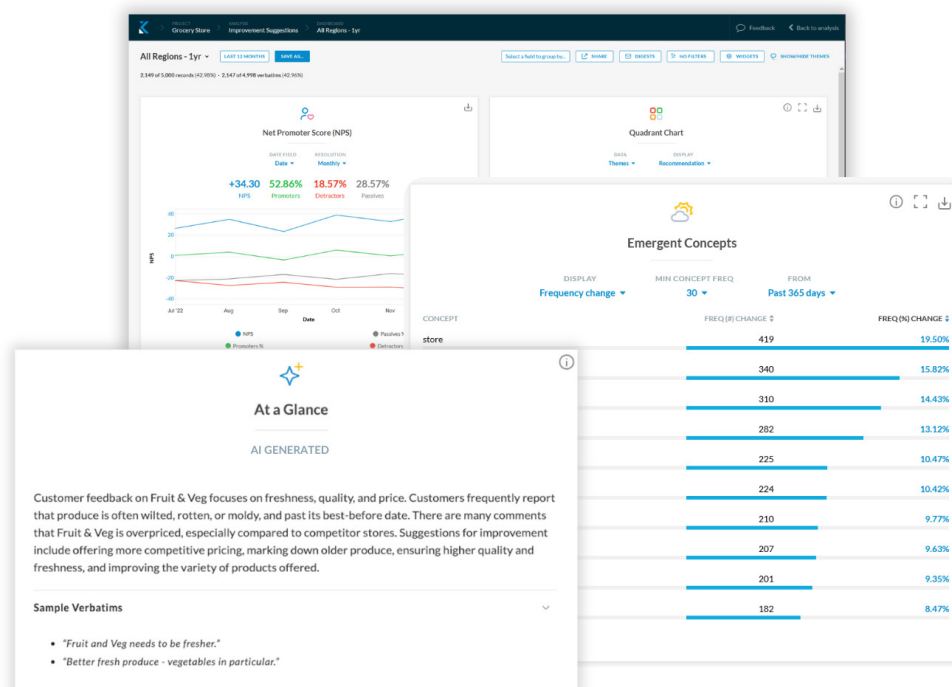 PROJECT
Grocery Store
ANALYSIS
Improvement Suggestions
DASHBOARD
All Regions - 1yr
Feedback
Back to analysis
All Regions - 1yr
LAST 13 MONTHS
SAVE AS...
Select a field to group by...
SHARE
DIGESTS
NO FILTERS
WIDGETS
SHOW/HIDE THEMES
2,149 of 5,000 records (42.98%) - 2,147 of 4,998 verbatims (42.96%)
Net Promoter Score (NPS)
DATE FIELD RESOLUTION
Date Monthly
+34.30 52.86% 18.57% 28.57%
NPS Promoters Detractors Passives
40
20
0
-20
-40
NPS
Jul '22 Aug Sep Oct Nov
Date
NPS Passives %
Promoters % Detractors
Quadrant Chart
DATA DISPLAY
Themes Recommendation
Emergent Concepts
DISPLAY MIN CONCEPT FREQ FROM
Frequency change 30 Past 365 days
CONCEPT FREQ (#) CHANGE FREQ (%) CHANGE
store 419 19.50%
340 15.82%
310 14.43%
282 13.12%
225 10.47%
224 10.42%
210 9.77%
207 9.63%
201 9.35%
182 8.47%
At a Glance
AI GENERATED
Customer feedback on Fruit & Veg focuses on freshness, quality, and price. Customers frequently report
that produce is often wilted, rotten, or moldy, and past its best-before date. There are many comments
that Fruit & Veg is overpriced, especially compared to competitor stores. Suggestions for improvement
include offering more competitive pricing, marking down older produce, ensuring higher quality and
freshness, and improving the variety of products offered.
Sample Verbatims
• "Fruit and Veg needs to be fresher."
• "Better fresh produce - vegetables in particular."